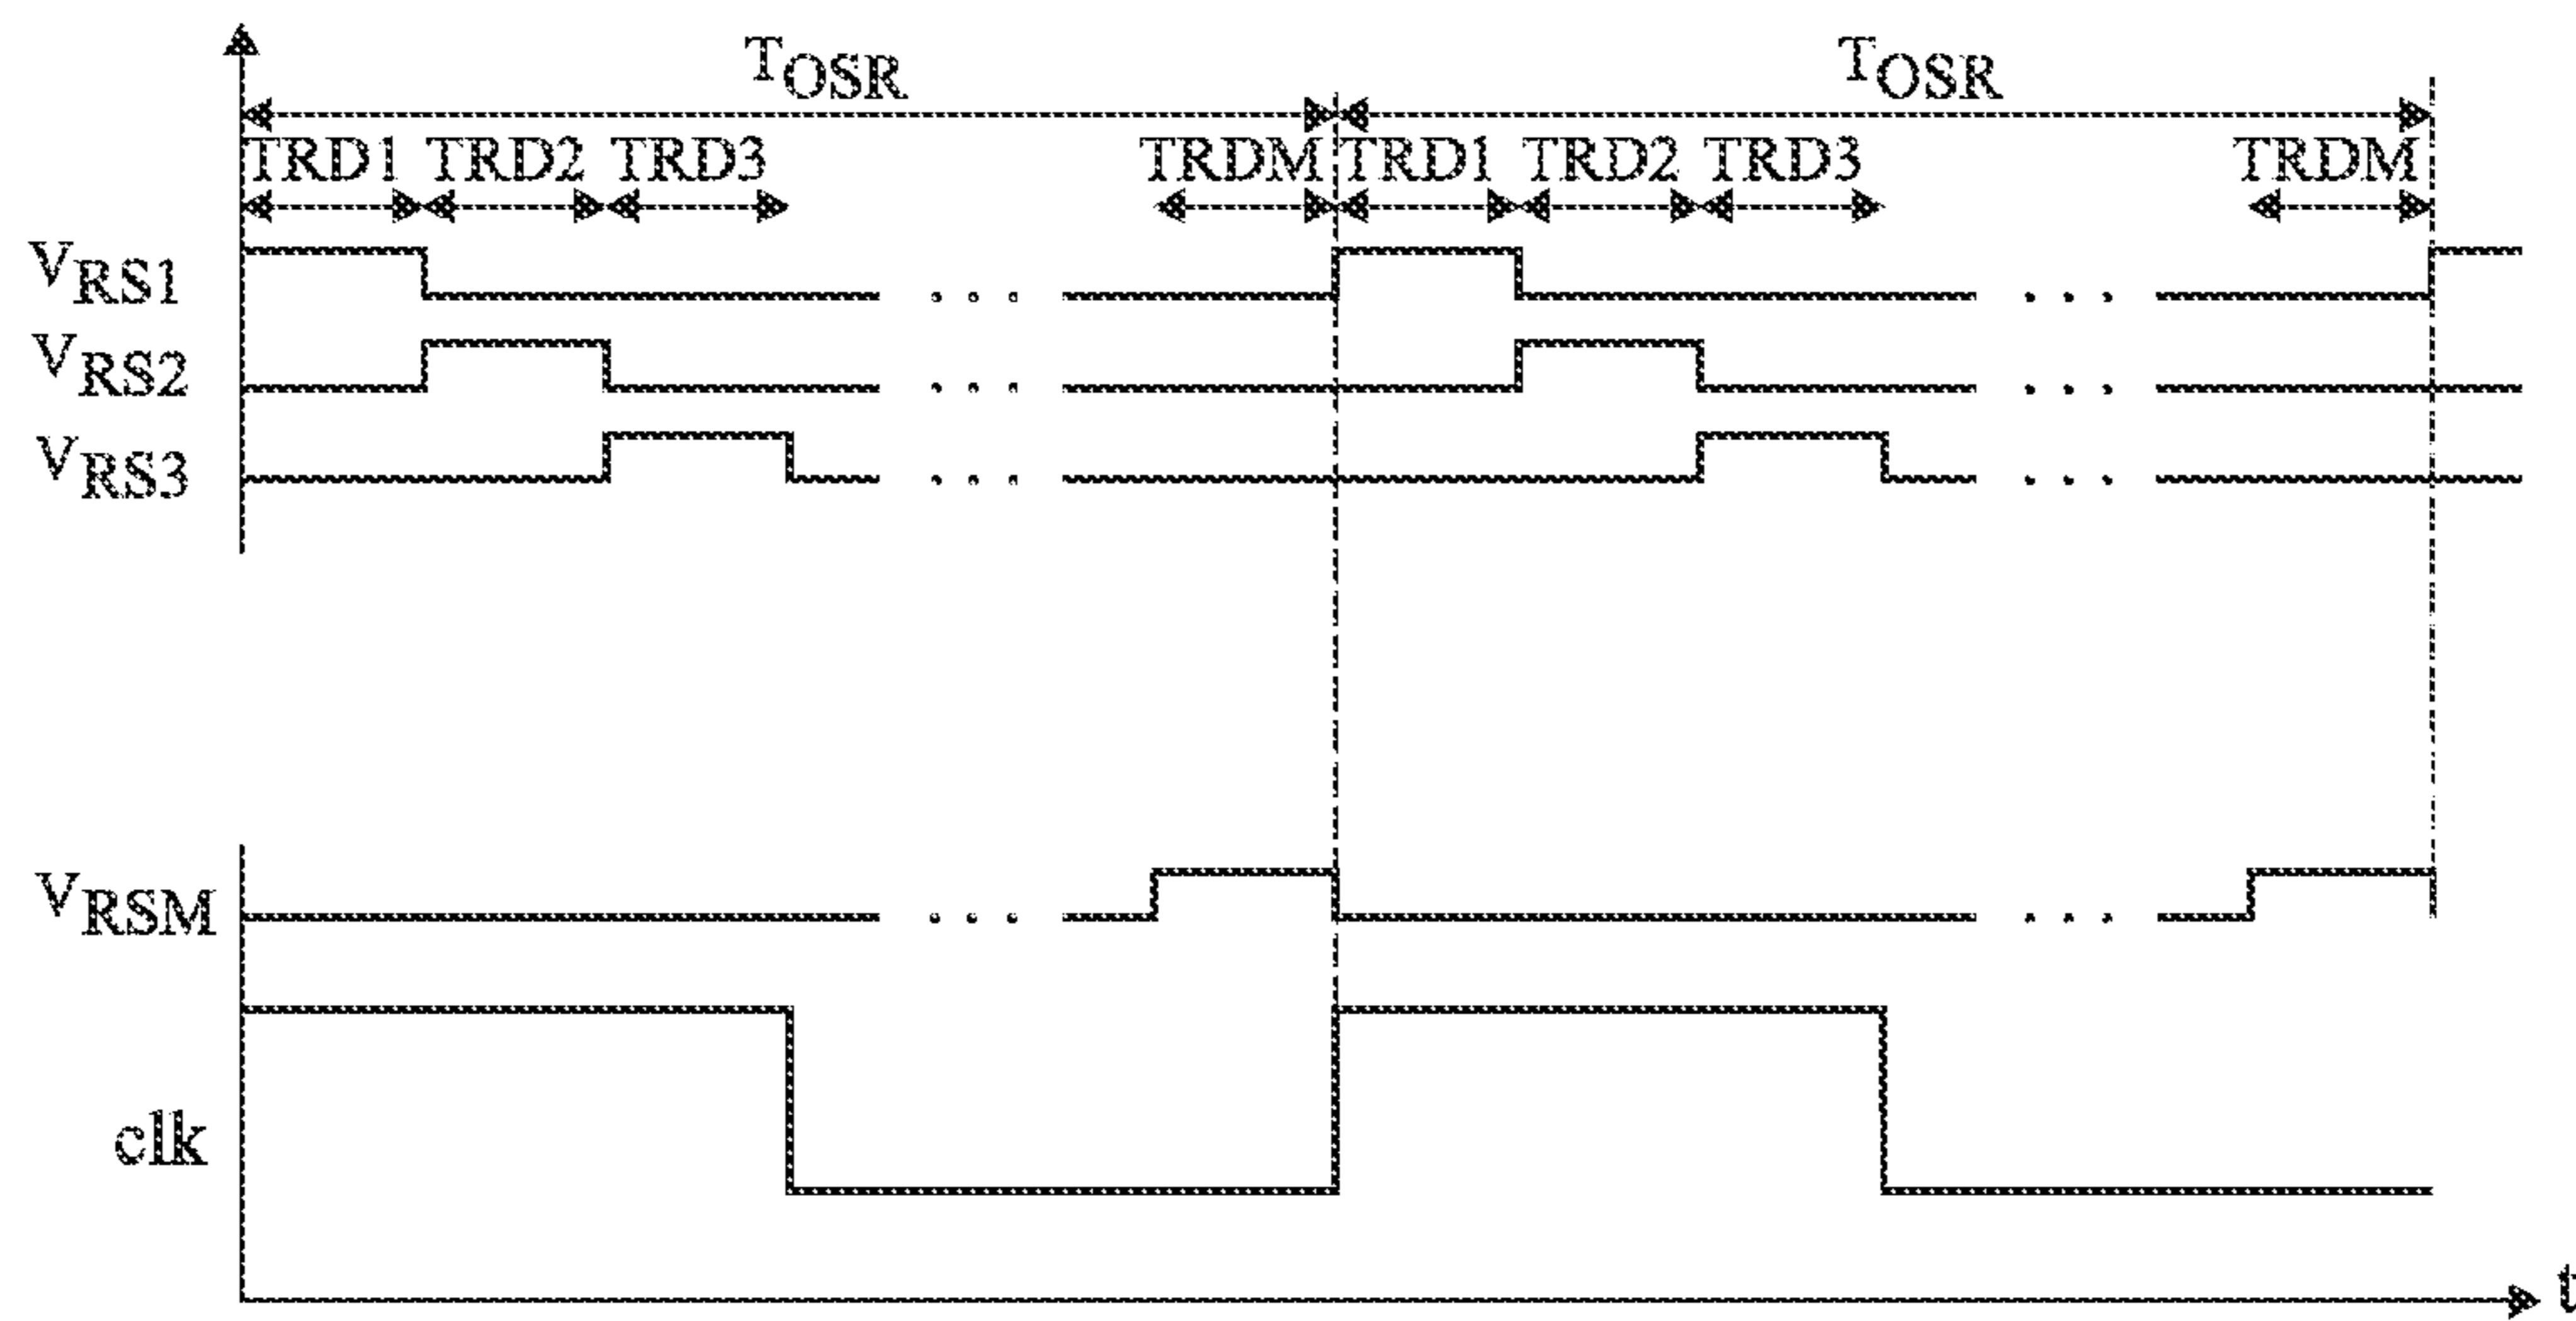 TOSR TOSR
TRD1 TRD2 TRD3 TRDM TRD1 TRD2 TRD3 TRDM
VRS1 . . . . . .
VRS2 . . . . . .
VRS3 . . . . . .
VRSM . . . . . .
clk
t